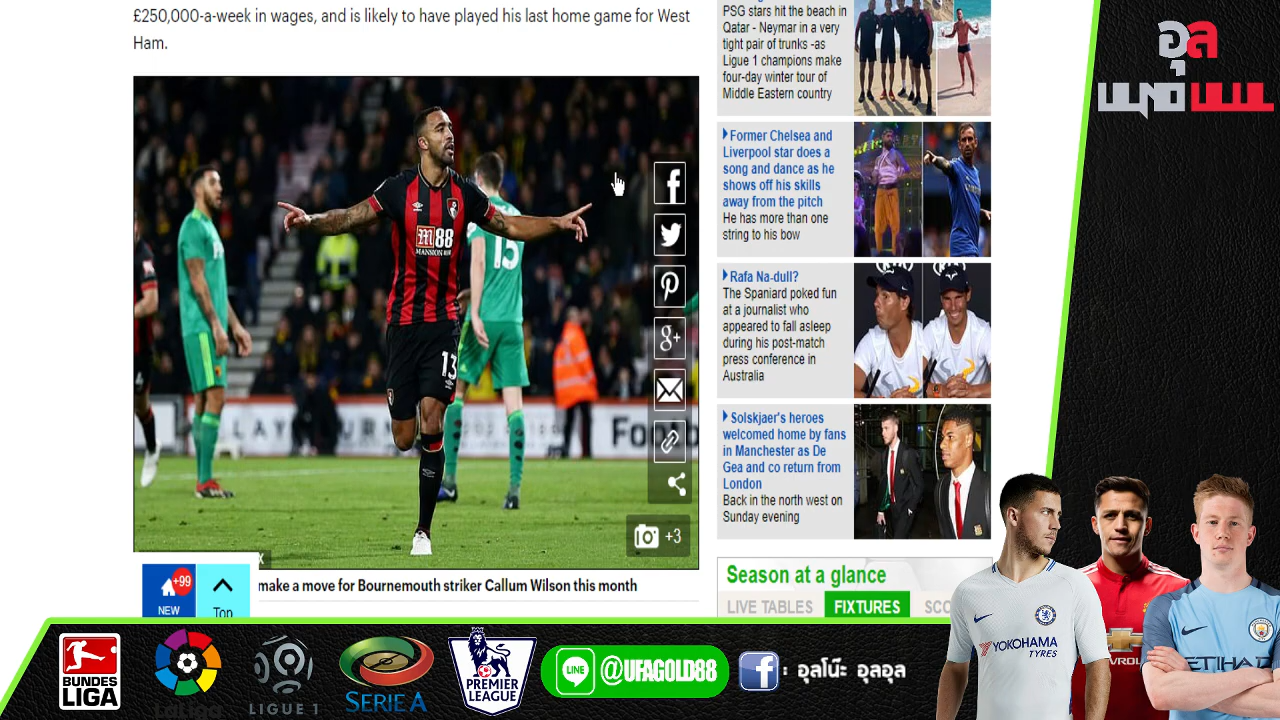 £250,000-a-week in wages, and is likely to have played his last home game for West
Ham.
M88
MANSION88
13
15
+3
x
make a move for Bournemouth striker Callum Wilson this month
+99
NEW
Top
PSG stars hit the beach in
Qatar - Neymar in a very
tight pair of trunks -as
Ligue 1 champions make
four-day winter tour of
Middle Eastern country
Former Chelsea and
Liverpool star does a
song and dance as he
shows off his skills
away from the pitch
He has more than one
string to his bow
Rafa Na-dull?
The Spaniard poked fun
at a journalist who
appeared to fall asleep
during his post-match
press conference in
Australia
Solskjaer's heroes
welcomed home by fans
in Manchester as De
Gea and co return from
London
Back in the north west on
Sunday evening
Season at a glance
LIVE TABLES FIXTURES SCO
อุล
YOKOHAMA
TYRES
VROL
ETIHAD
BUNDES
LIGA
LaLiga
LIGUE 1
SERIE A
PREMIER
LEAGUE
LINE
@UFAGOLD88
: อุลโน๊ะ อุลอุล